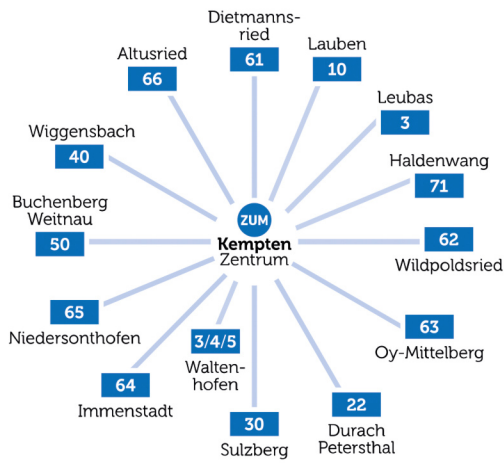 Dietmanns-
ried
61
Altusried
66
Lauben
10
Leubas
3
Wiggensbach
40
Haldenwang
71
Buchenberg
Weitnau
50
ZUM
Kempten
Zentrum
62
Wildpoldsried
65
Niedersonthofen
63
Oy-Mittelberg
3/4/5
Walten-
hofen
64
Immenstadt
22
Durach
Petersthal
30
Sulzberg